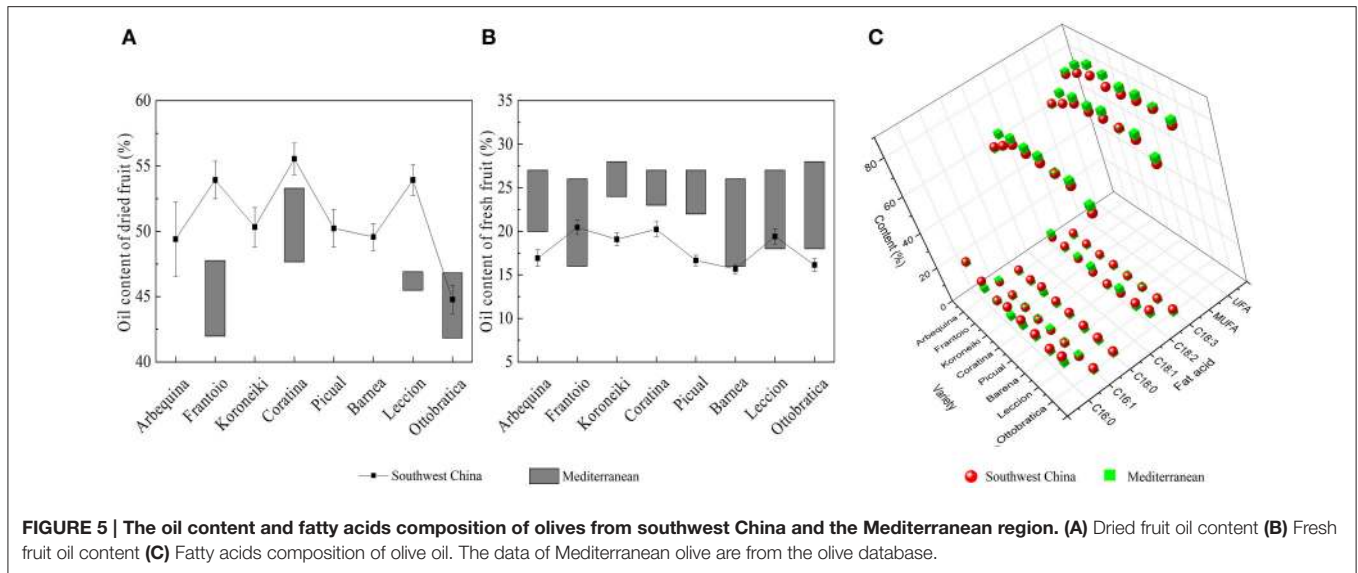 A
Oil content of dried fruit (%)
60
55
50
45
40
Arbequina
Frantoio
Koroneiki
Coratina
Picual
Barnea
Leccion
Ottobratica
B
Oil content of fresh fruit (%)
35
30
25
20
15
10
5
Arbequina
Frantoio
Koroneiki
Coratina
Picual
Barnea
Leccion
Ottobratica
Southwest China
Mediterranean
C
Content (%)
80
60
40
20
0
Arbequina
Frantoio
Koroneiki
Coratina
Picual
Barena
Leccion
Ottobratica
Variety
C16:0
C16:1
C18:0
C18:1
C18:2
C18:3
MUFA
UFA
Fat acid
Southwest China
Mediterranean
FIGURE 5 | The oil content and fatty acids composition of olives from southwest China and the Mediterranean region. (A) Dried fruit oil content (B) Fresh
fruit oil content (C) Fatty acids composition of olive oil. The data of Mediterranean olive are from the olive database.